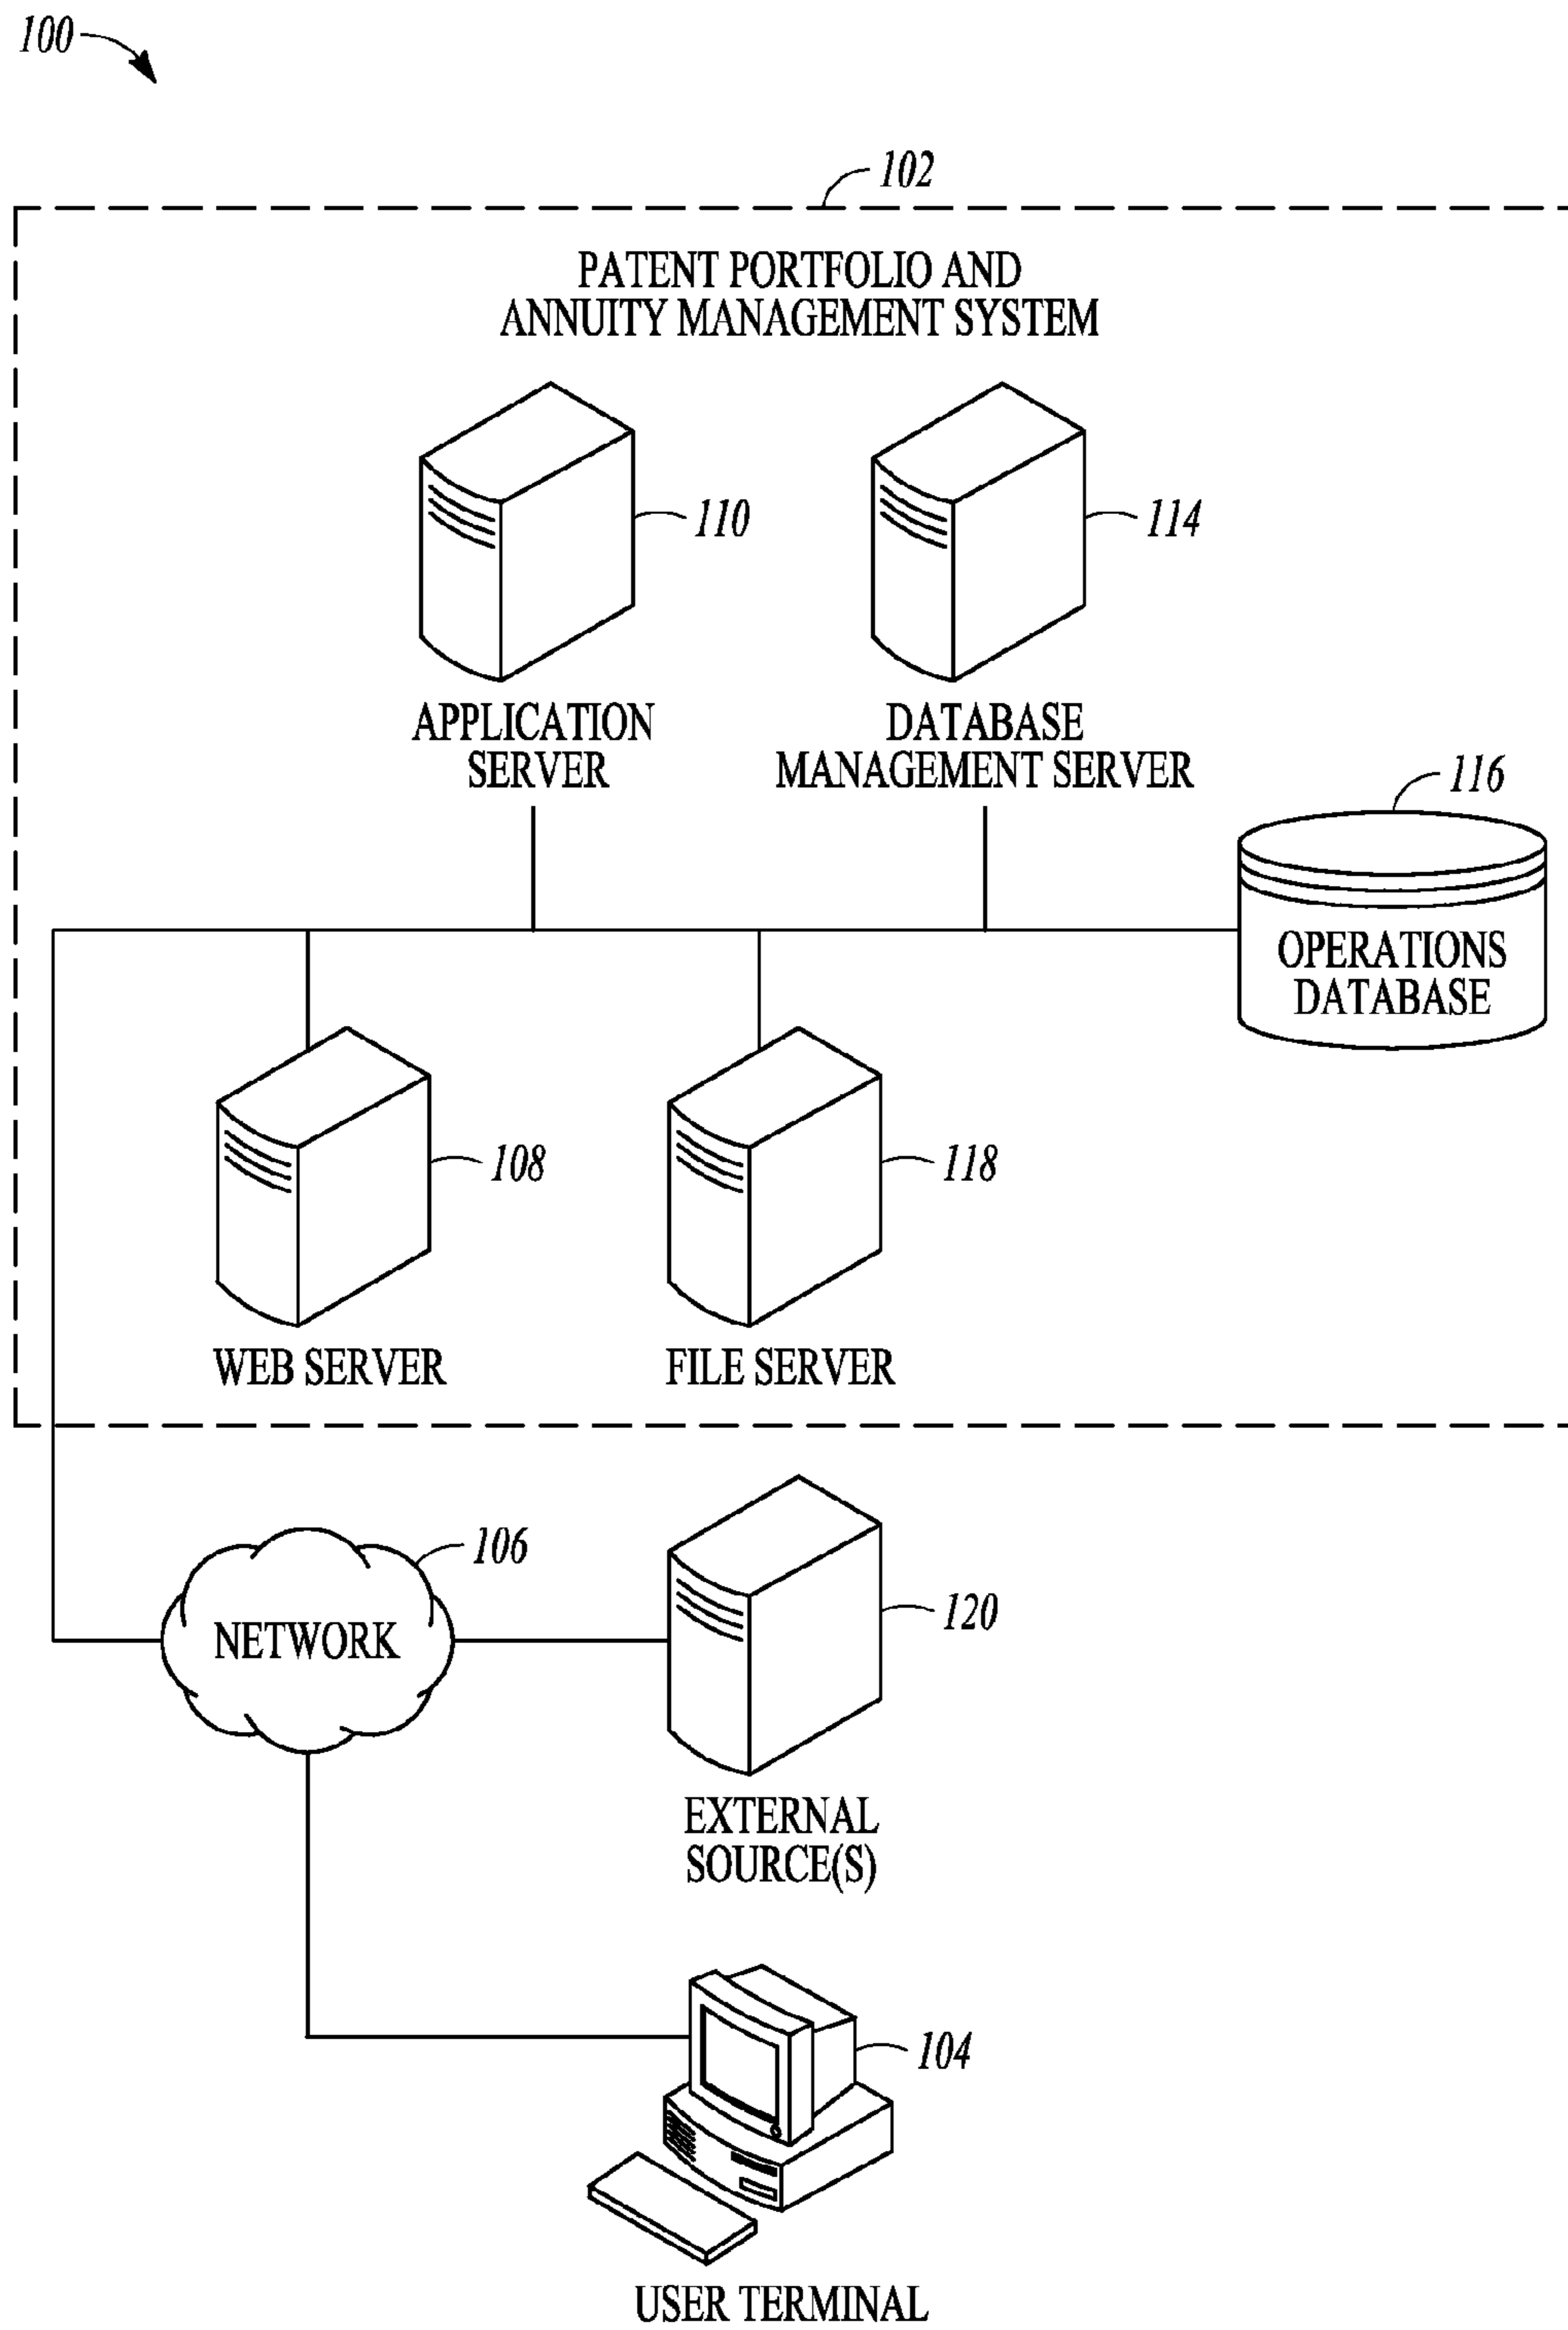 100
102
PATENT PORTFOLIO AND
ANNUITY MANAGEMENT SYSTEM
110
114
APPLICATION
SERVER
DATABASE
MANAGEMENT SERVER
116
OPERATIONS
DATABASE
108
118
WEB SERVER
FILE SERVER
106
NETWORK
120
EXTERNAL
SOURCE(S)
104
USER TERMINAL